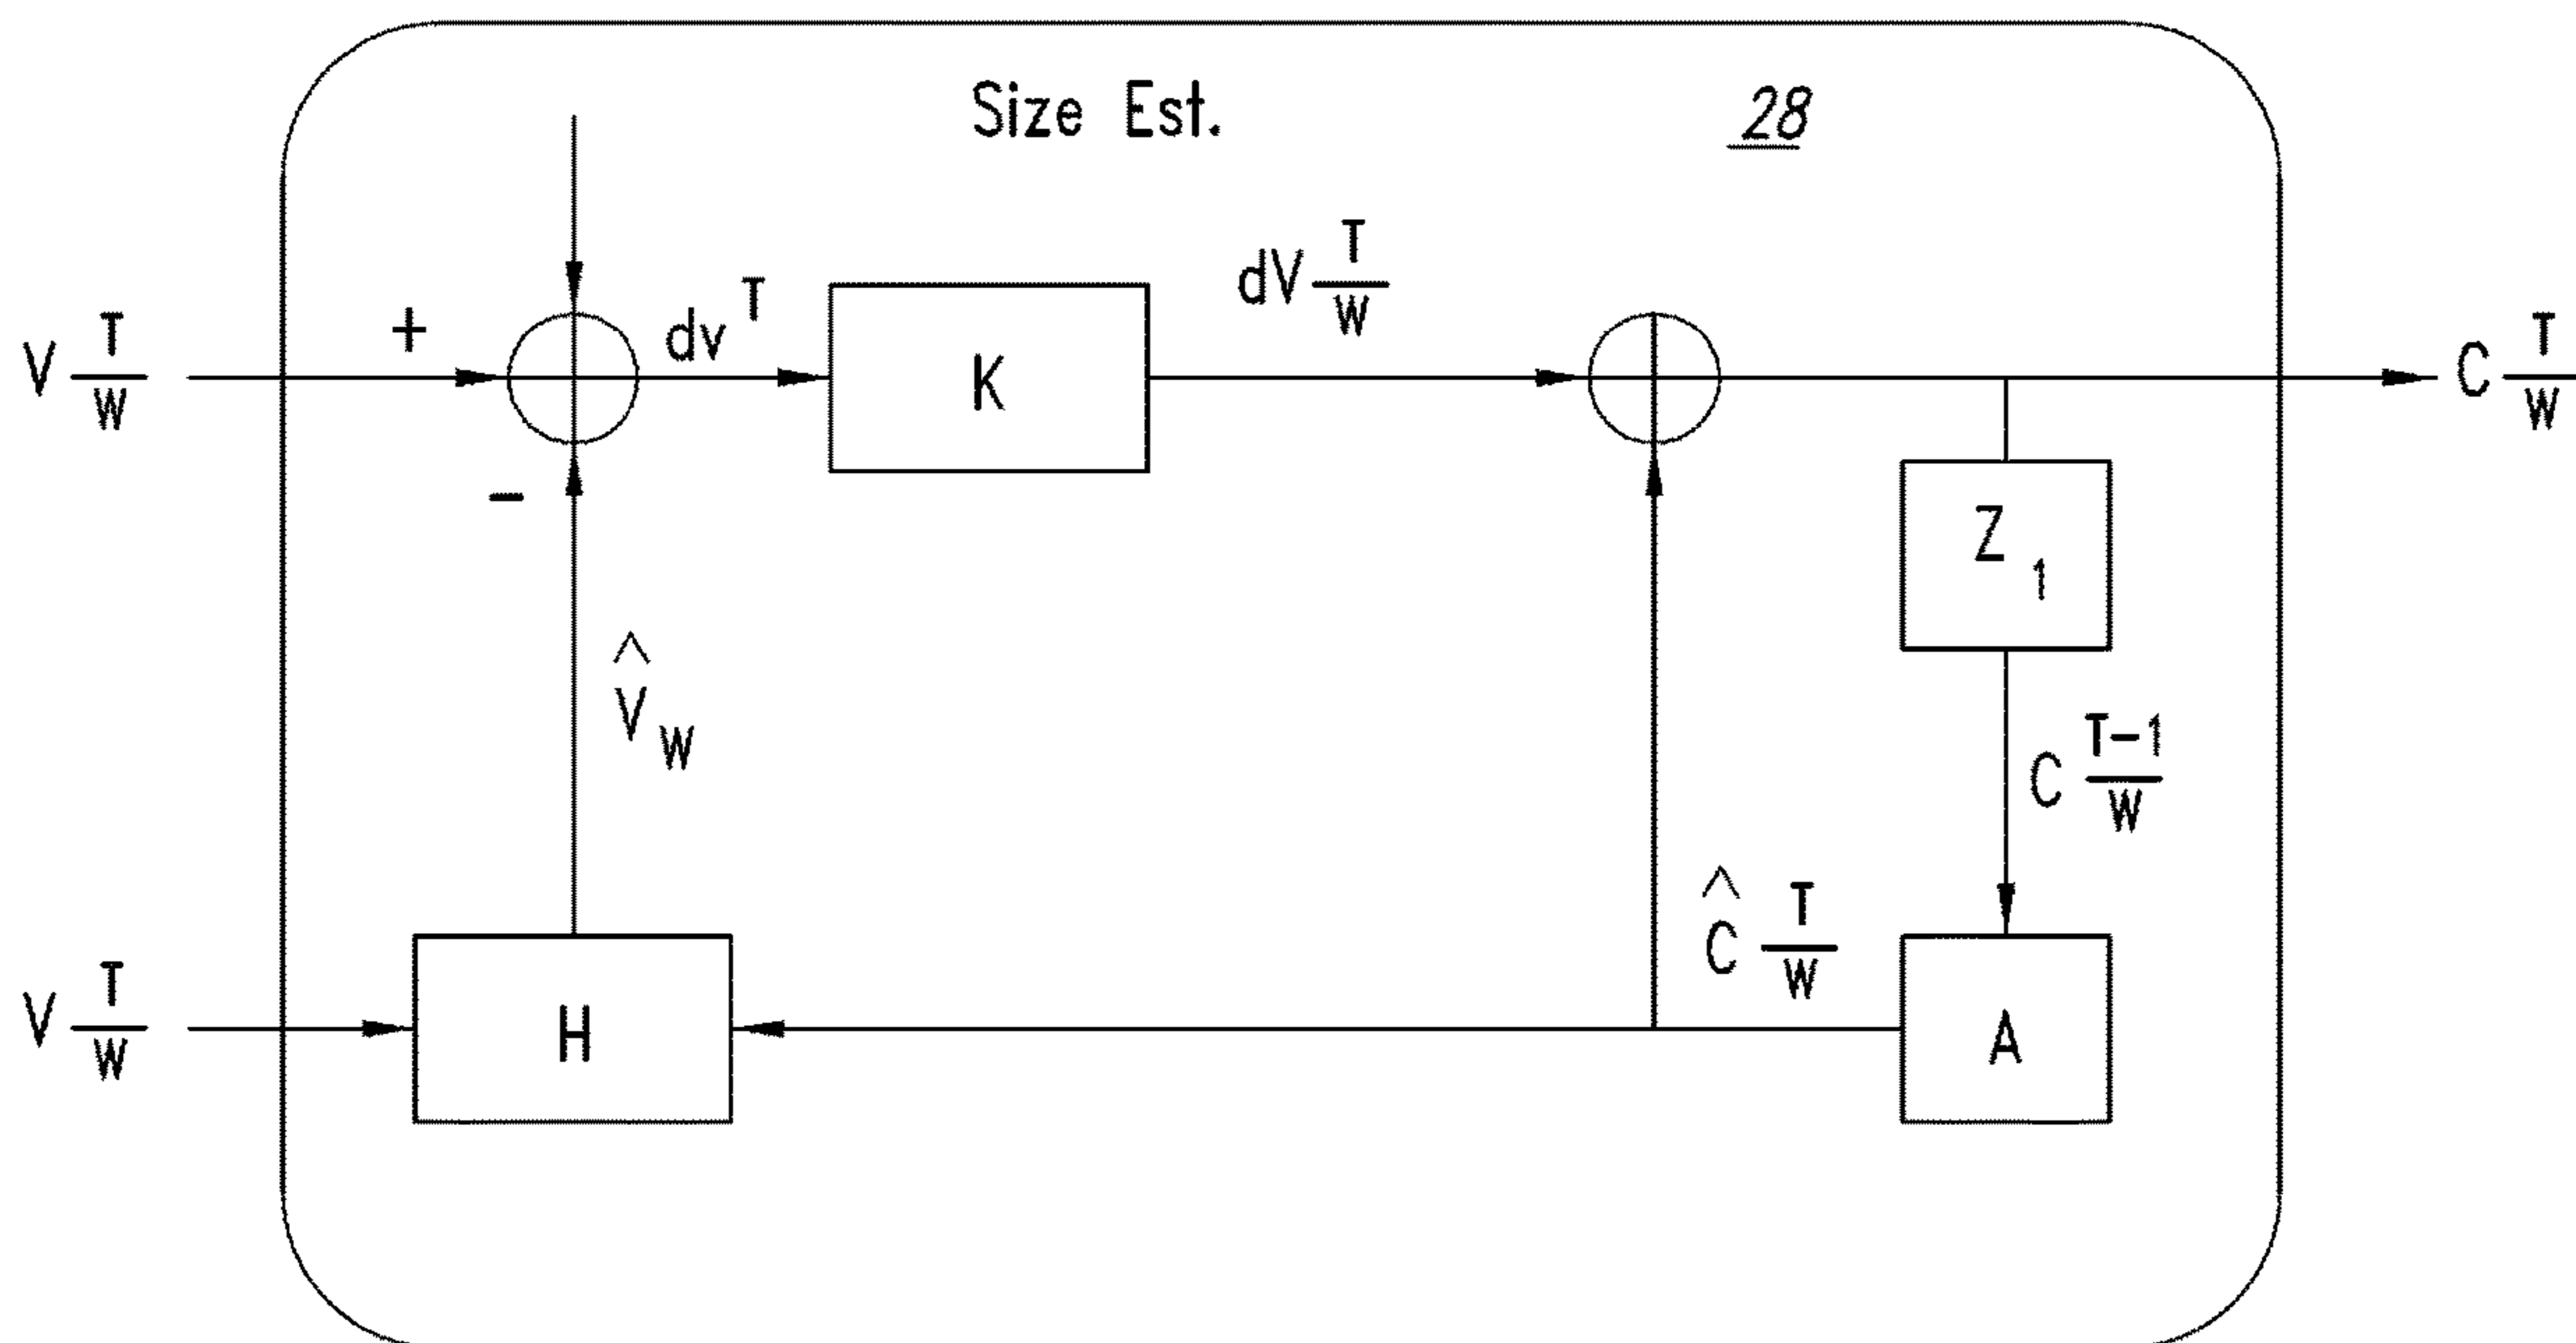 Size Est.
28
V T/W
+
dv T
K
dV T/W
C T/W
-
Z 1
V̂ W
C T-1/W
Ĉ T/W
V T/W
H
A